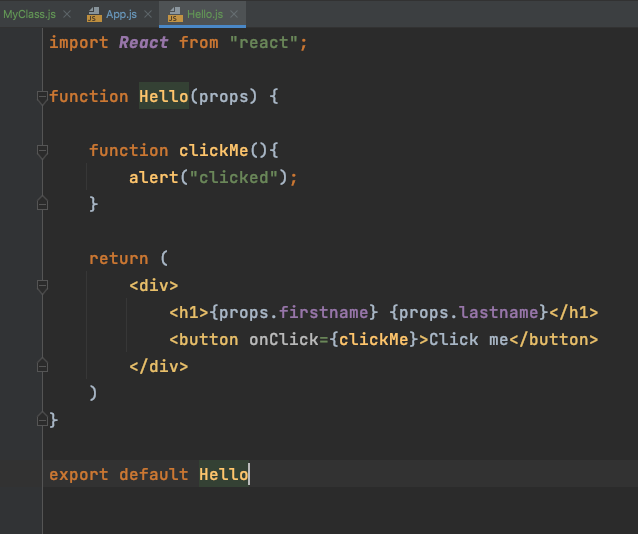 MyClass.js × App.js × Hello.js ×
import React from "react";
function Hello(props) {
function clickMe(){
alert("clicked");
}
return (
<div>
<h1>{props.firstname} {props.lastname}</h1>
<button onClick={clickMe}>Click me</button>
</div>
)
}
export default Hello